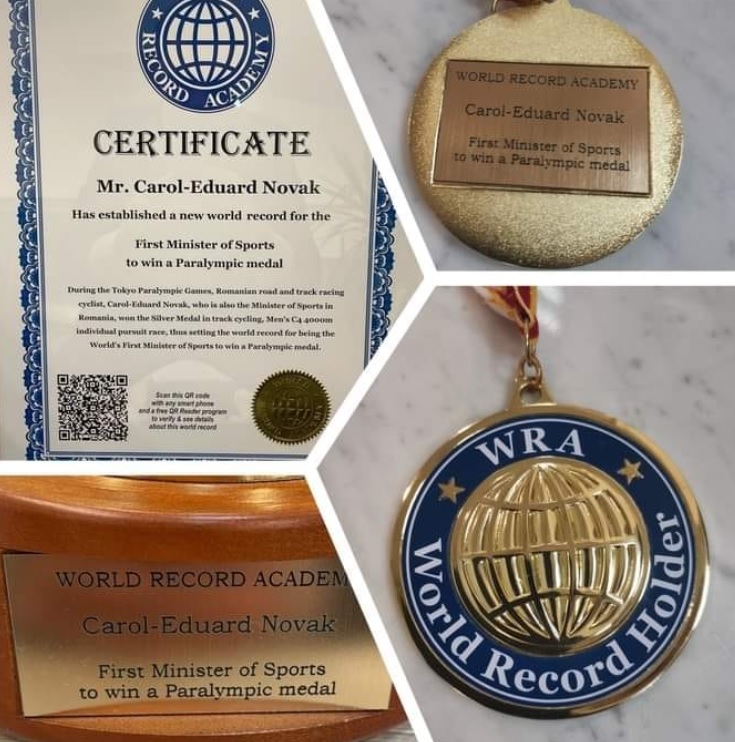 RECORD ACADEMY
CERTIFICATE
Mr. Carol-Eduard Novak
Has established a new world record for the
First Minister of Sports
to win a Paralympic medal
During the Tokyo Paralympic Games, Romanian road and track racing
cyclist, Carol-Eduard Novak, who is also the Minister of Sports in
Romania, won the Silver Medal in track cycling, Men's C4 4000m
individual pursuit race, thus setting the world record for being the
World's First Minister of Sports to win a Paralympic medal.
Scan this QR code
with any smart phone
and a free QR Reader program
to verify & see details
about this world record
WORLD RECORD ACADEMY
Carol-Eduard Novak
First Minister of Sports
to win a Paralympic medal
WORLD RECORD ACADEM
Carol-Eduard Novak
First Minister of Sports
to win a Paralympic medal
WRA
World Record Holder